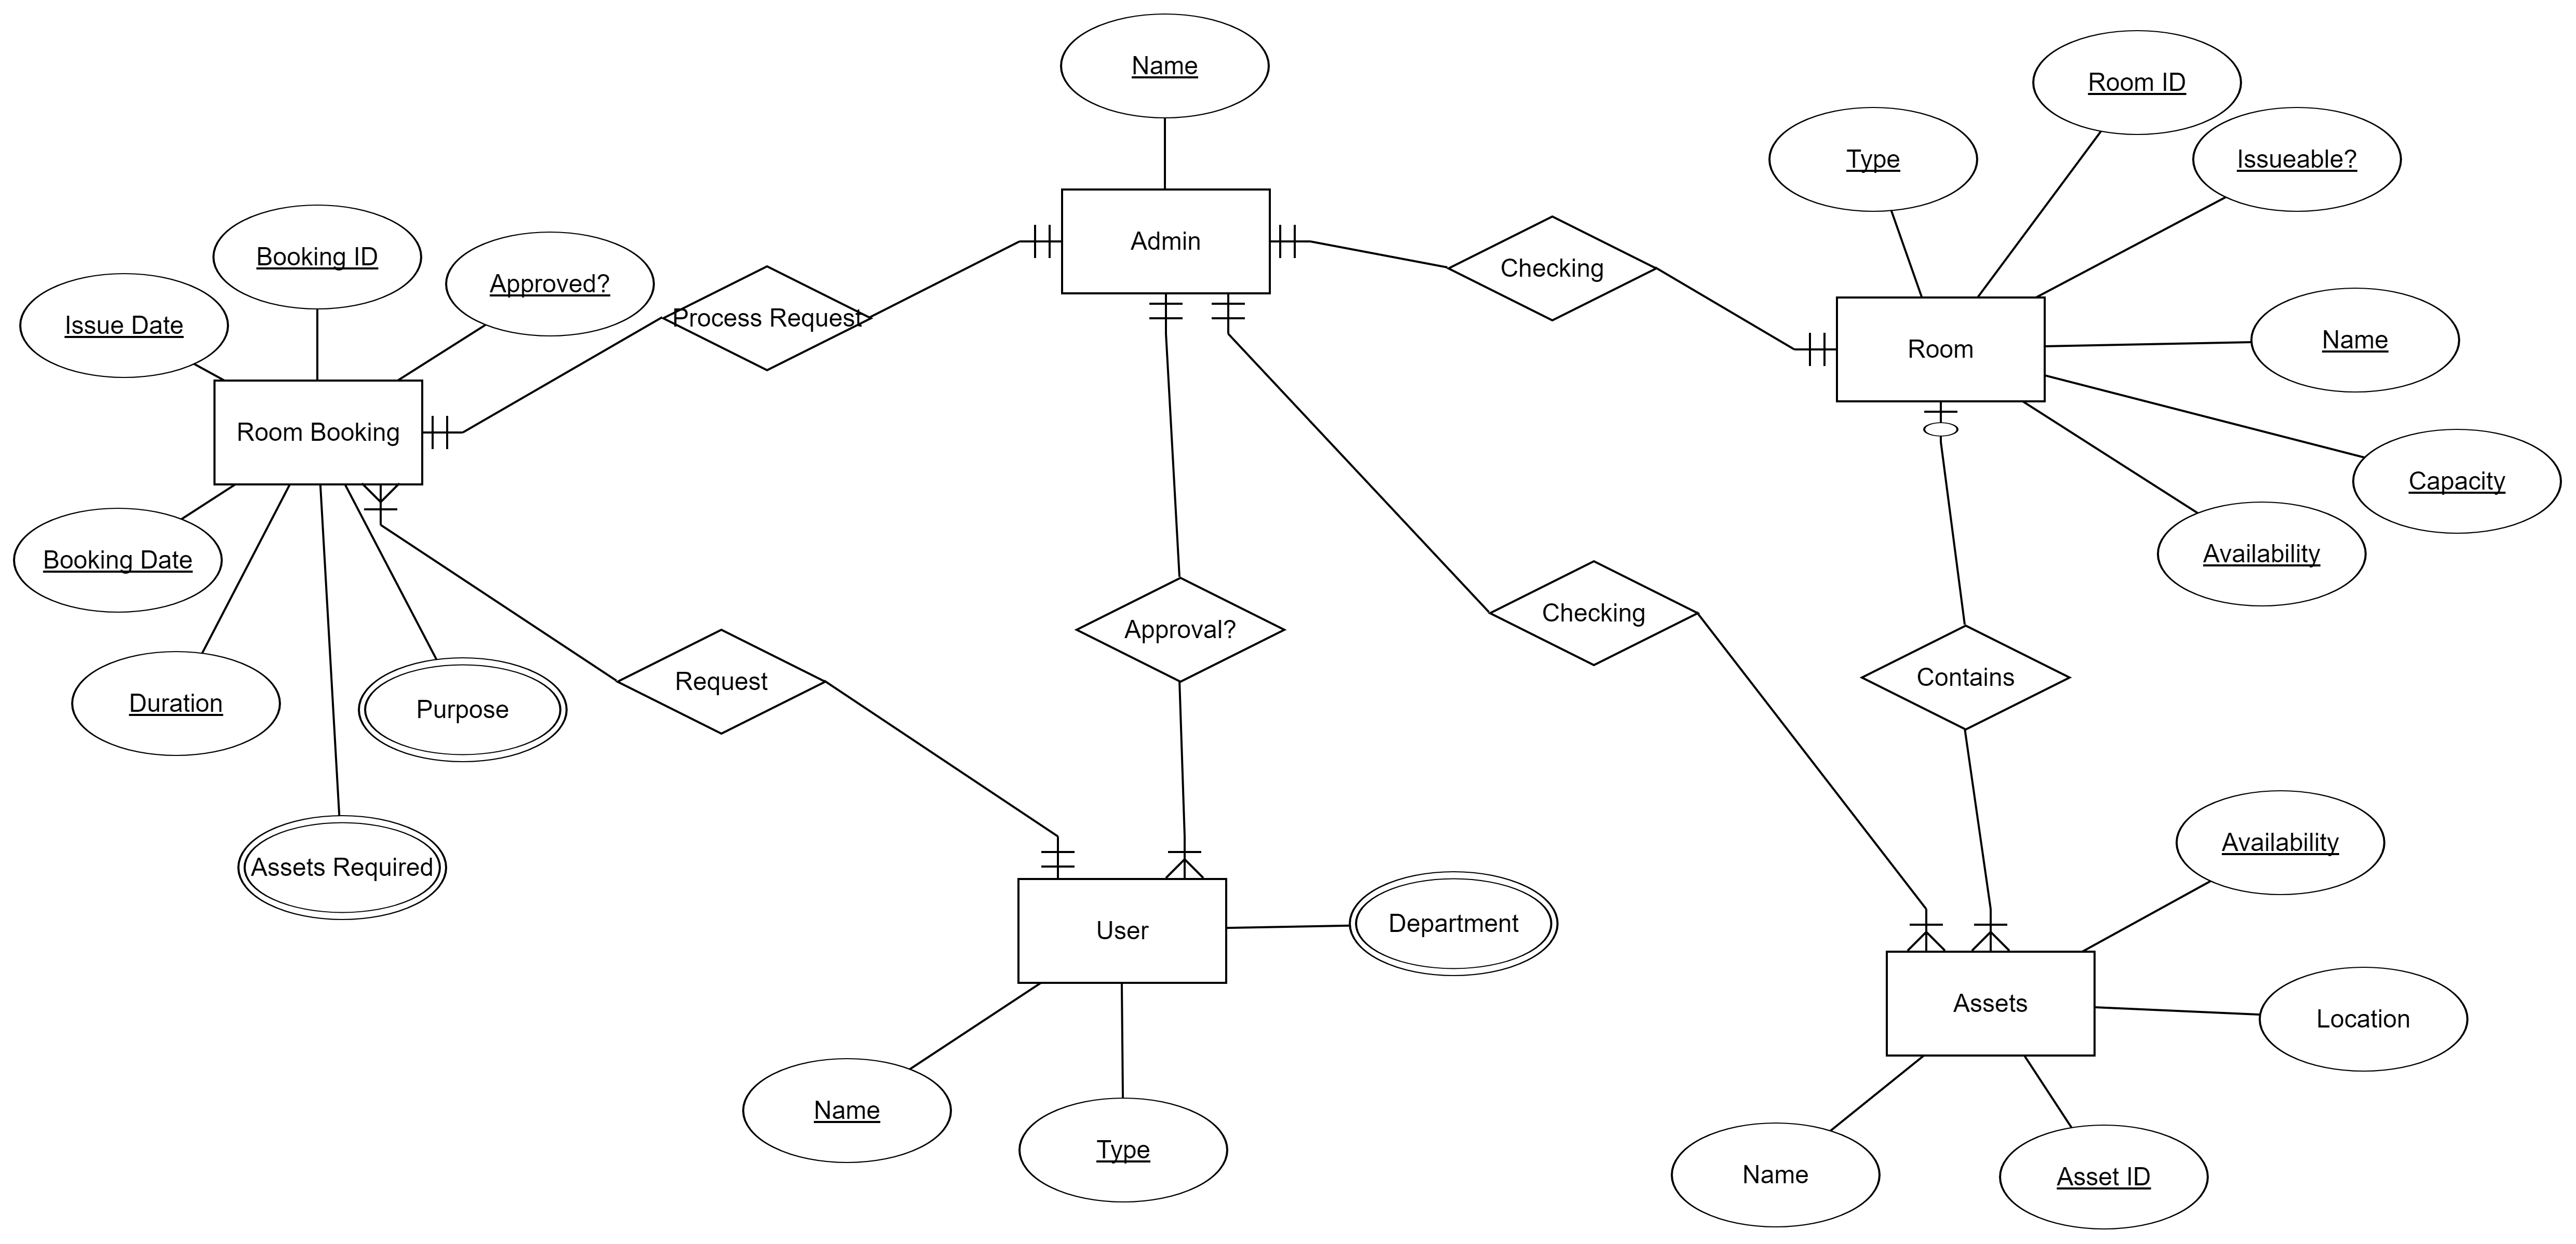 Name
Room ID
Type
Issueable?
Admin
Booking ID
Checking
Approved?
Process Request
Issue Date
Name
Room
Room Booking
Capacity
Availability
Booking Date
Checking
Approval?
Contains
Request
Duration
Purpose
Availability
Assets Required
Department
User
Assets
Location
Name
Type
Name
Asset ID